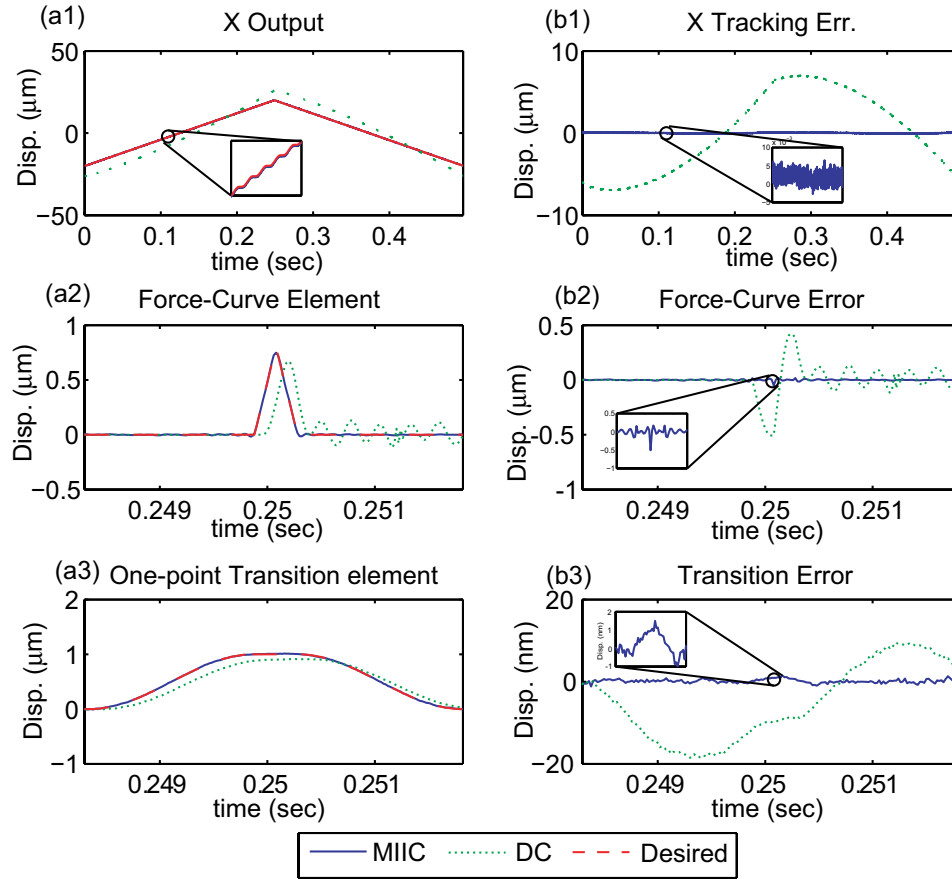 (a1)
X Output
Disp. (μm)
50
0
−50
0
0.1
0.2
0.3
0.4
time (sec)
(b1)
X Tracking Err.
Disp. (μm)
10
0
−10
10
5
0
0
0.1
0.2
0.3
0.4
time (sec)
(a2)
Force-Curve Element
Disp. (μm)
1
0.5
0
−0.5
0.249
0.25
0.251
time (sec)
(b2)
Force-Curve Error
Disp. (μm)
0.5
0
-0.5
-1
0.5
0
-0.5
-1
0.249
0.25
0.251
time (sec)
(a3)
One-point Transition element
Disp. (μm)
2
1
0
−1
0.249
0.25
0.251
time (sec)
(b3)
Transition Error
Disp. (nm)
20
0
−20
Disp. (nm)
2
1
0
-1
0.249
0.25
0.251
time (sec)
MIIC
DC
Desired